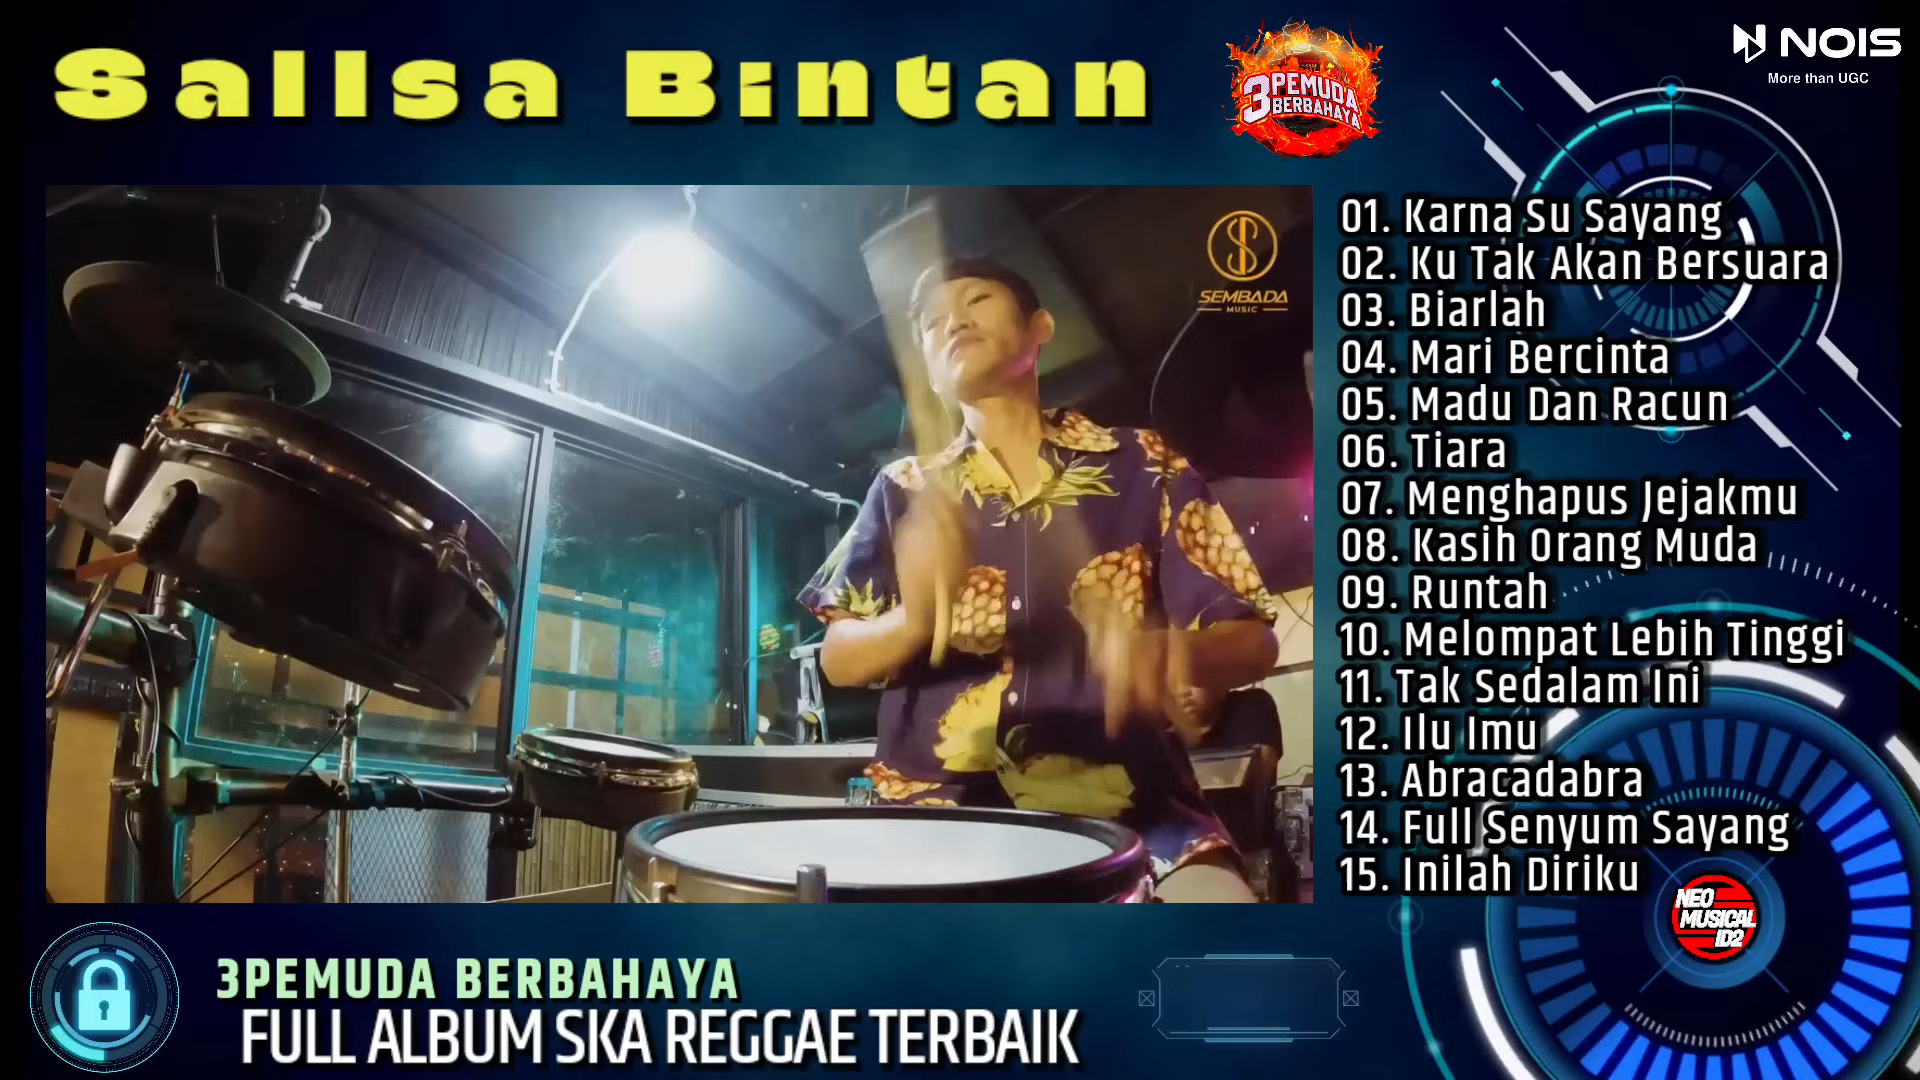 Sallsa Bintan
3PEMUDA
BERBAHAYA
NOIS
More than UGC
SEMBADA
MUSIC
01. Karna Su Sayang
02. Ku Tak Akan Bersuara
03. Biarlah
04. Mari Bercinta
05. Madu Dan Racun
06. Tiara
07. Menghapus Jejakmu
08. Kasih Orang Muda
09. Runtah
10. Melompat Lebih Tinggi
11. Tak Sedalam Ini
12. Ilu Imu
13. Abracadabra
14. Full Senyum Sayang
15. Inilah Diriku
NEO
MUSICAL
ID2
3PEMUDA BERBAHAYA
FULL ALBUM SKA REGGAE TERBAIK